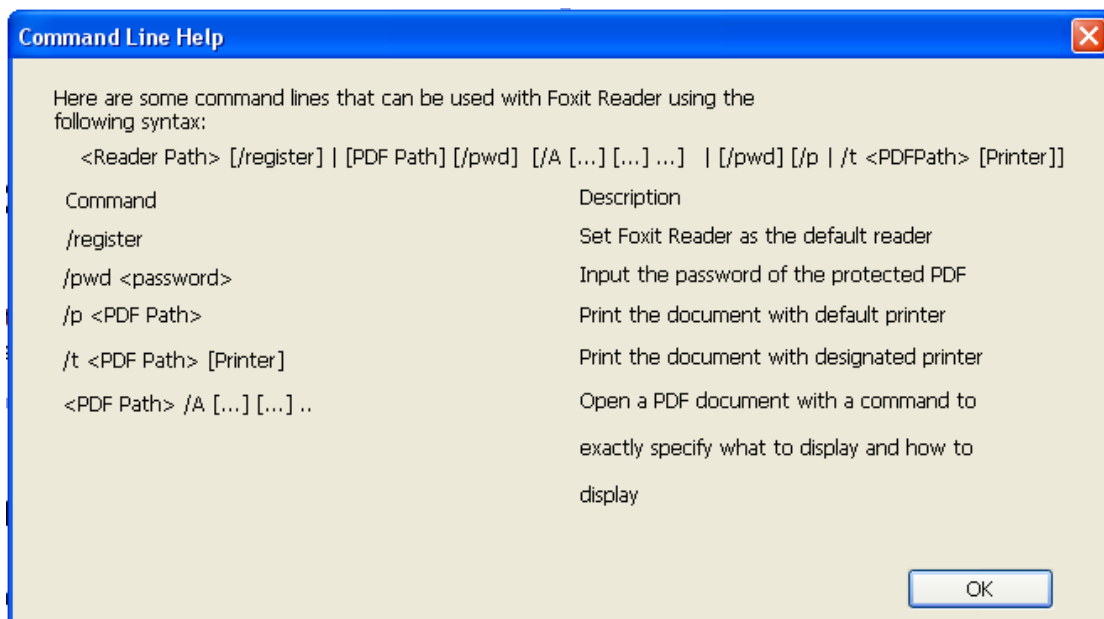 Command Line Help
Here are some command lines that can be used with Foxit Reader using the
following syntax:
<Reader Path> [/register] | [PDF Path] [/pwd]  [/A [...] [...] ...]  | [/pwd] [/p | /t <PDFPath> [Printer]]
Command Description
/register Set Foxit Reader as the default reader
/pwd <password> Input the password of the protected PDF
/p <PDF Path> Print the document with default printer
/t <PDF Path> [Printer] Print the document with designated printer
<PDF Path> /A [...] [...] .. Open a PDF document with a command to
exactly specify what to display and how to
display
OK